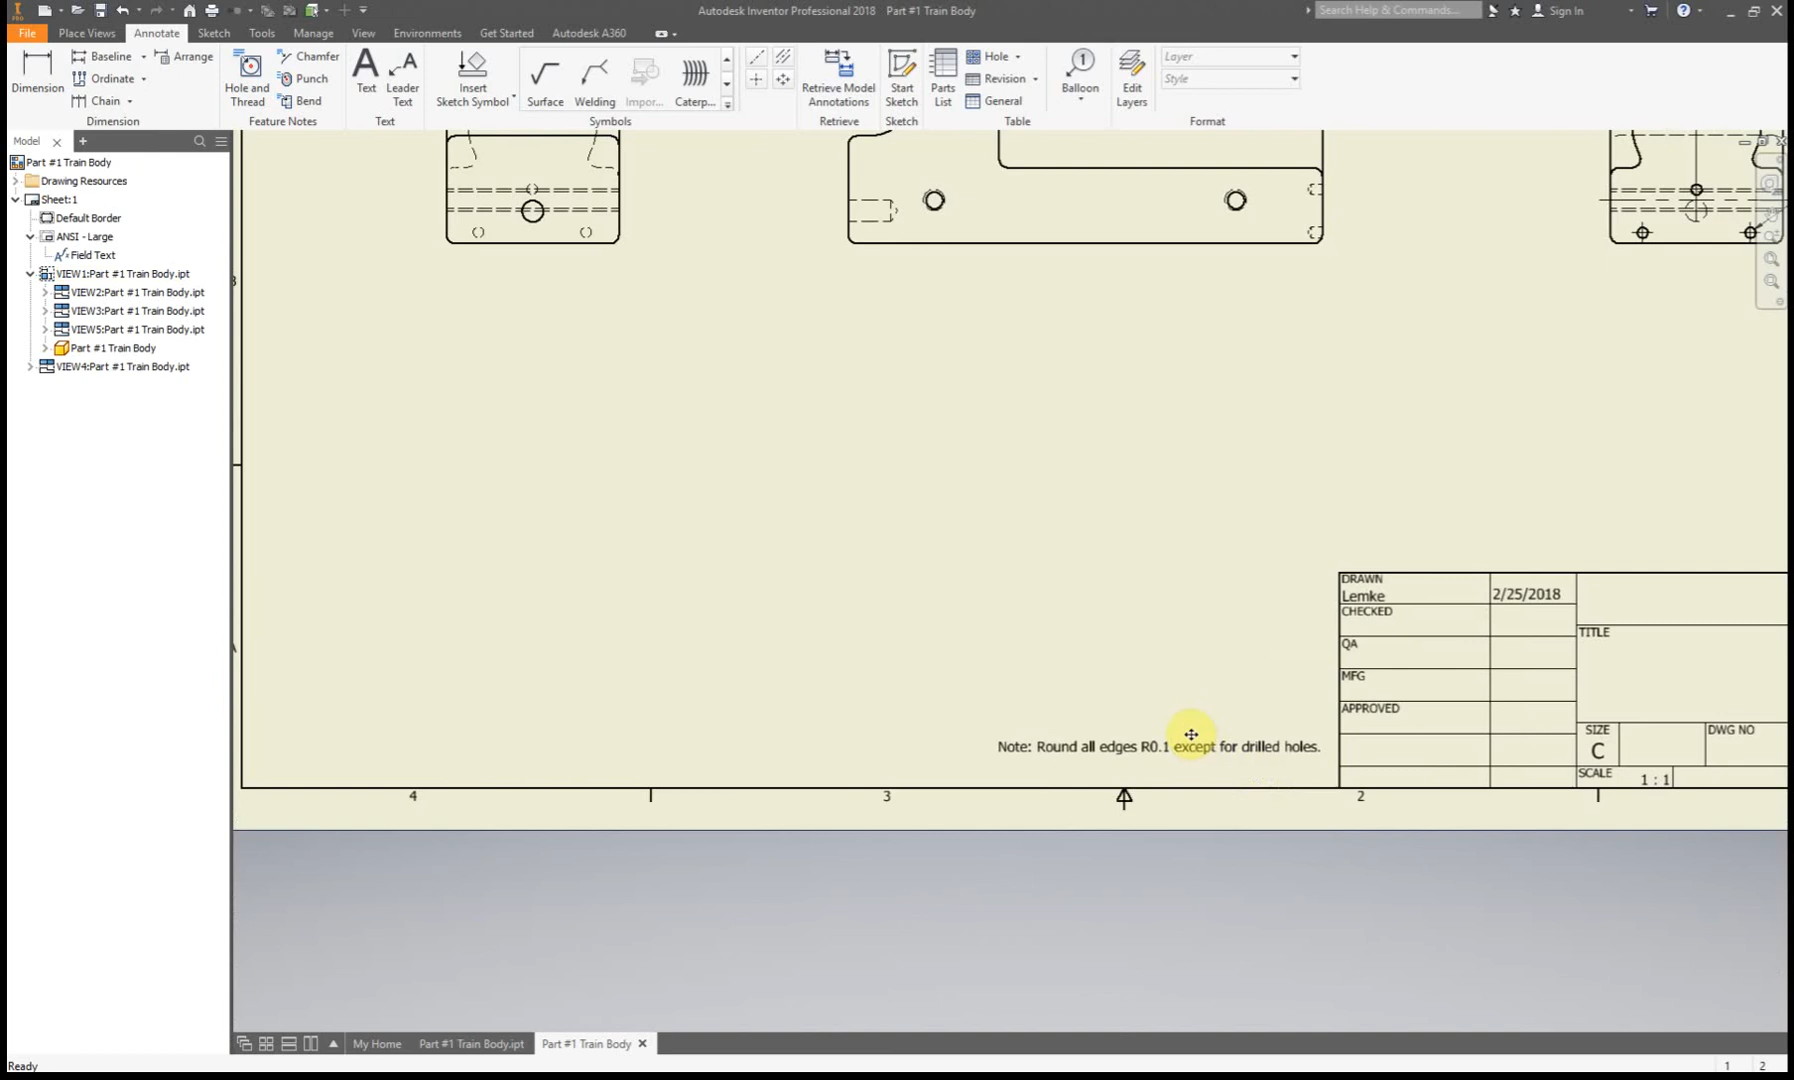 Autodesk Inventor Professional 2018 Part #1 Train Body
Search Help & Commands...
Sign In
PRO
File
Place Views
Annotate
Sketch
Tools
Manage
View
Environments
Get Started
Autodesk A360
Dimension
Baseline
Ordinate
Chain
Arrange
Dimension
Hole and Thread
Chamfer
Punch
Bend
Feature Notes
Text
Leader Text
Text
Insert Sketch Symbol
Surface
Welding
Impor...
Caterp...
Symbols
Retrieve Model Annotations
Retrieve
Start Sketch
Sketch
Parts List
Hole
Revision
General
Table
Balloon
Edit Layers
Layer
Style
Format
Model
Part #1 Train Body
Drawing Resources
Sheet:1
Default Border
ANSI - Large
Field Text
VIEW1:Part #1 Train Body.ipt
VIEW2:Part #1 Train Body.ipt
VIEW3:Part #1 Train Body.ipt
VIEW5:Part #1 Train Body.ipt
Part #1 Train Body
VIEW4:Part #1 Train Body.ipt
DRAWN
Lemke
2/25/2018
CHECKED
QA
MFG
APPROVED
TITLE
SIZE
C
DWG NO
SCALE
1 : 1
Note: Round all edges R0.1 except for drilled holes.
4
3
2
My Home
Part #1 Train Body.ipt
Part #1 Train Body
Ready
1
2